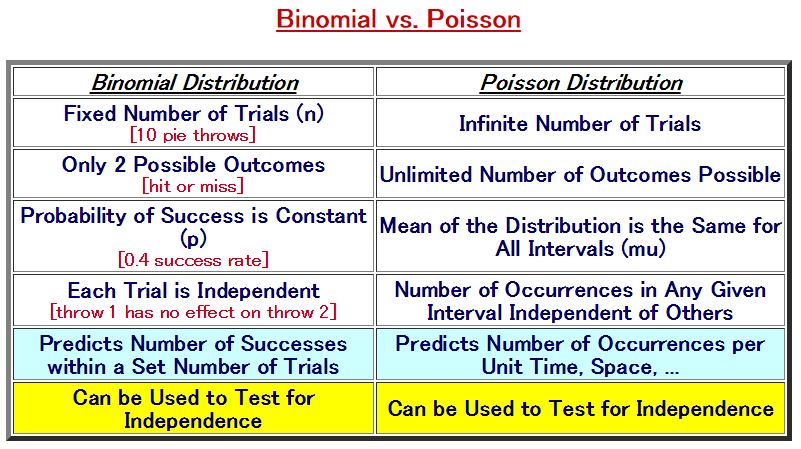 Binomial vs. Poisson
Binomial Distribution
Poisson Distribution
Fixed Number of Trials (n)
[10 pie throws]
Infinite Number of Trials
Only 2 Possible Outcomes
[hit or miss]
Unlimited Number of Outcomes Possible
Probability of Success is Constant
(p)
[0.4 success rate]
Mean of the Distribution is the Same for
All Intervals (mu)
Each Trial is Independent
[throw 1 has no effect on throw 2]
Number of Occurrences in Any Given
Interval Independent of Others
Predicts Number of Successes
within a Set Number of Trials
Predicts Number of Occurrences per
Unit Time, Space, ...
Can be Used to Test for
Independence
Can be Used to Test for Independence